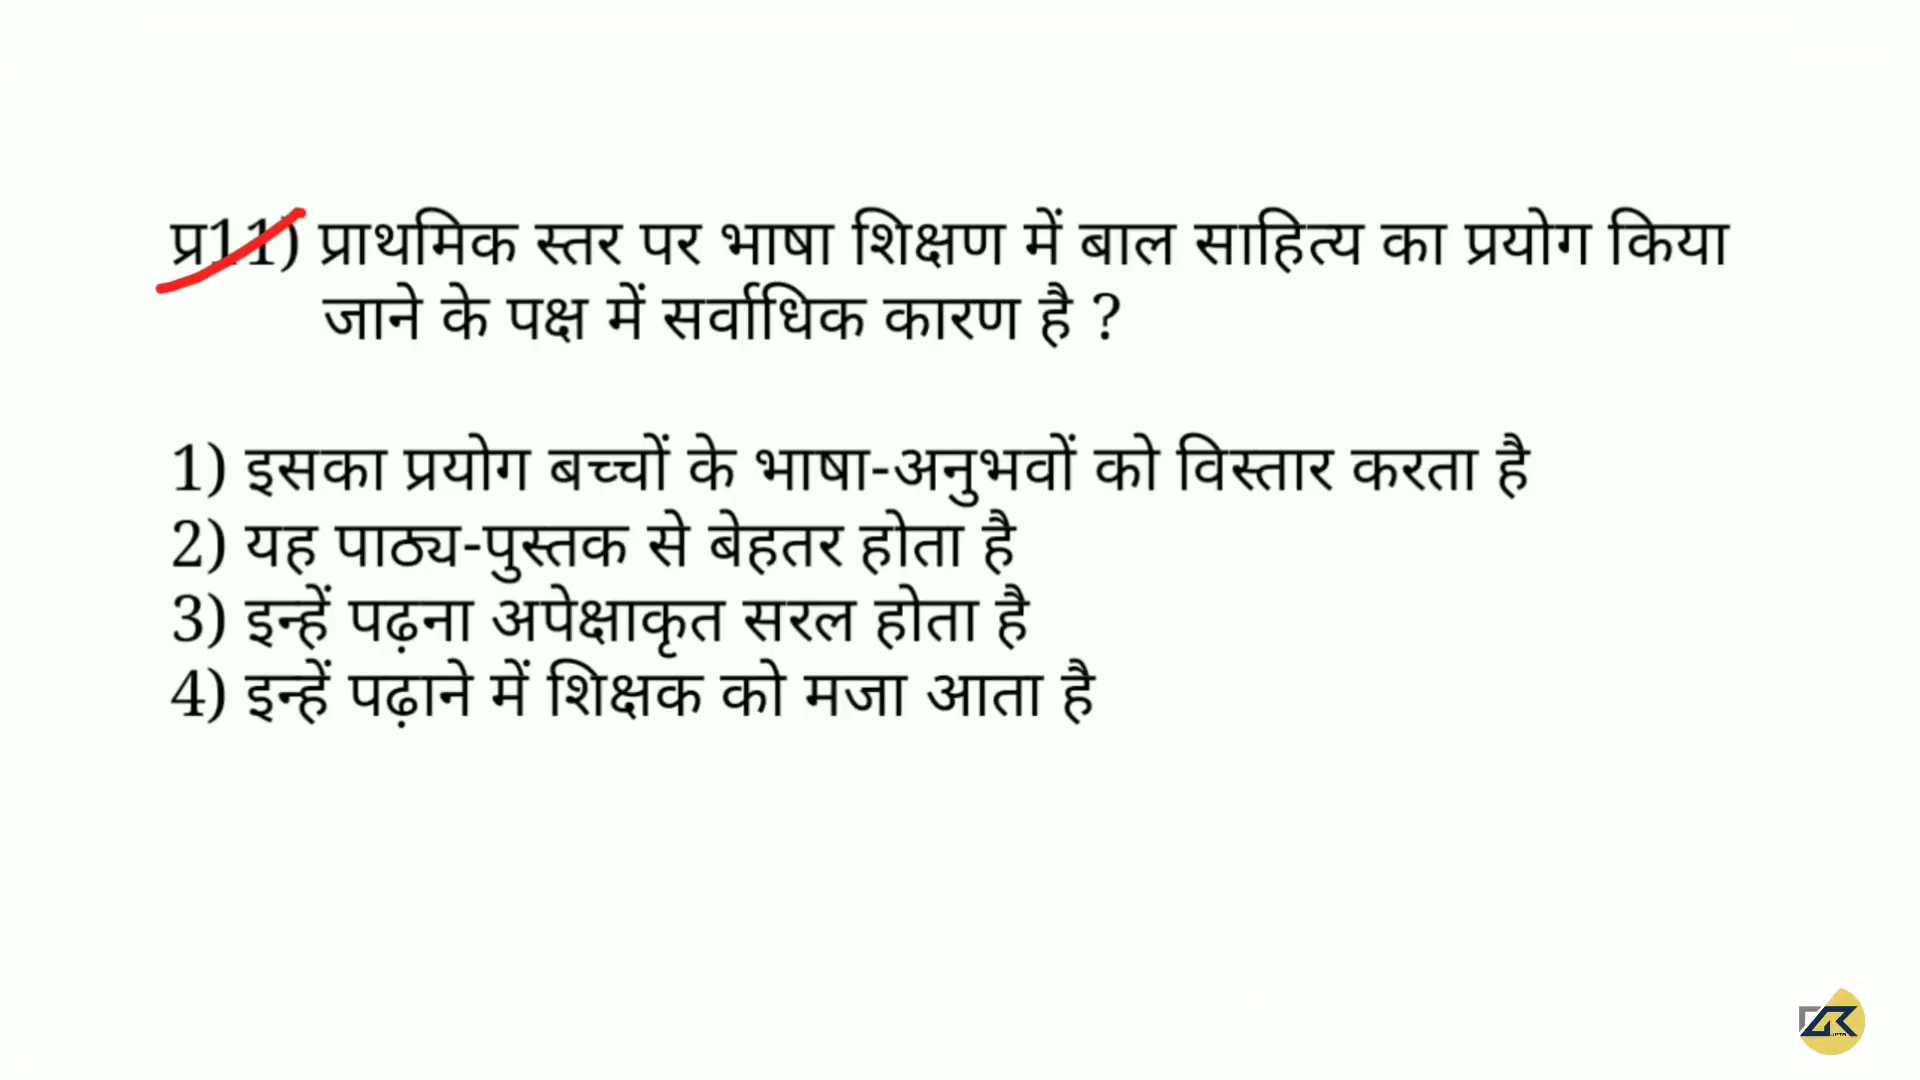 प्र11) प्राथमिक स्तर पर भाषा शिक्षण में बाल साहित्य का प्रयोग किया
जाने के पक्ष में सर्वाधिक कारण है ?
1) इसका प्रयोग बच्चों के भाषा-अनुभवों को विस्तार करता है
2) यह पाठ्य-पुस्तक से बेहतर होता है
3) इन्हें पढ़ना अपेक्षाकृत सरल होता है
4) इन्हें पढ़ाने में शिक्षक को मजा आता है